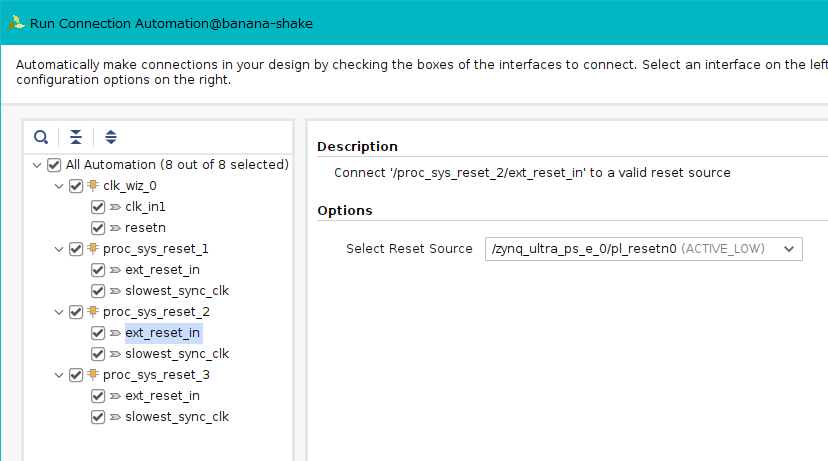 Run Connection Automation@banana-shake
Automatically make connections in your design by checking the boxes of the interfaces to connect. Select an interface on the left
configuration options on the right.
All Automation (8 out of 8 selected)
clk_wiz_0
clk_in1
resetn
proc_sys_reset_1
ext_reset_in
slowest_sync_clk
proc_sys_reset_2
ext_reset_in
slowest_sync_clk
proc_sys_reset_3
ext_reset_in
slowest_sync_clk
Description
Connect '/proc_sys_reset_2/ext_reset_in' to a valid reset source
Options
Select Reset Source /zynq_ultra_ps_e_0/pl_resetn0 (ACTIVE_LOW)